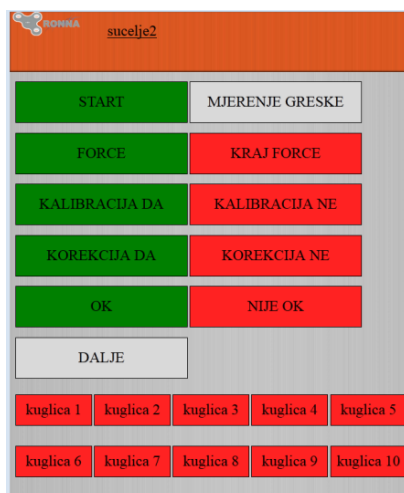 RONNA
sucelje2
START MJERENJE GRESKE
FORCE KRAJ FORCE
KALIBRACIJA DA KALIBRACIJA NE
KOREKCIJA DA KOREKCIJA NE
OK NIJE OK
DALJE
kuglica 1 kuglica 2 kuglica 3 kuglica 4 kuglica 5
kuglica 6 kuglica 7 kuglica 8 kuglica 9 kuglica 10